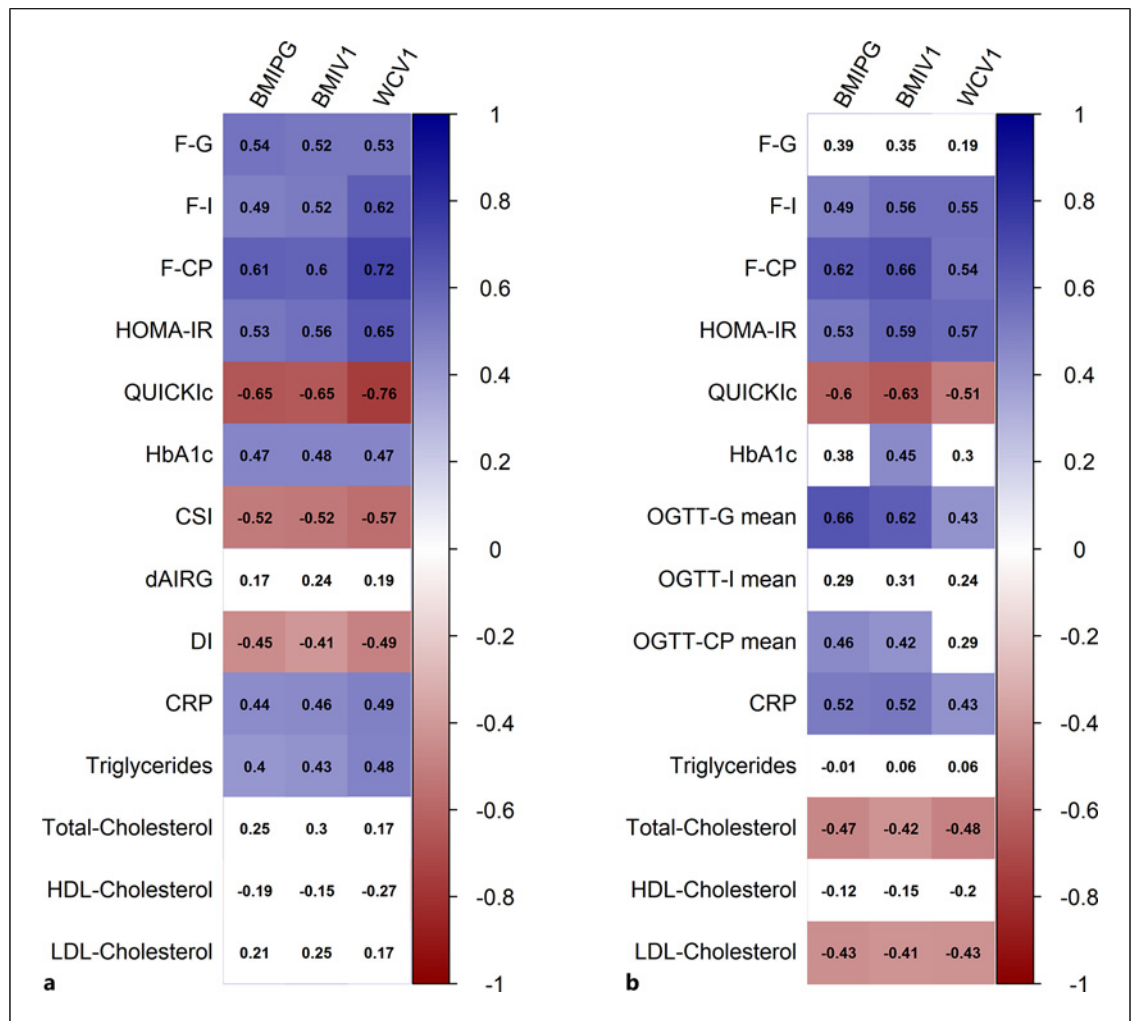 BMIPG BMIV1 WCV1
F-G 0.54 0.52 0.53
F-I 0.49 0.52 0.62
F-CP 0.61 0.6 0.72
HOMA-IR 0.53 0.56 0.65
QUICKIc -0.65 -0.65 -0.76
HbA1c 0.47 0.48 0.47
CSI -0.52 -0.52 -0.57
dAIRG 0.17 0.24 0.19
DI -0.45 -0.41 -0.49
CRP 0.44 0.46 0.49
Triglycerides 0.4 0.43 0.48
Total-Cholesterol 0.25 0.3 0.17
HDL-Cholesterol -0.19 -0.15 -0.27
LDL-Cholesterol 0.21 0.25 0.17
1
0.8
0.6
0.4
0.2
0
-0.2
-0.4
-0.6
-0.8
-1
a
BMIPG BMIV1 WCV1
F-G 0.39 0.35 0.19
F-I 0.49 0.56 0.55
F-CP 0.62 0.66 0.54
HOMA-IR 0.53 0.59 0.57
QUICKIc -0.6 -0.63 -0.51
HbA1c 0.38 0.45 0.3
OGTT-G mean 0.66 0.62 0.43
OGTT-I mean 0.29 0.31 0.24
OGTT-CP mean 0.46 0.42 0.29
CRP 0.52 0.52 0.43
Triglycerides -0.01 0.06 0.06
Total-Cholesterol -0.47 -0.42 -0.48
HDL-Cholesterol -0.12 -0.15 -0.2
LDL-Cholesterol -0.43 -0.41 -0.43
1
0.8
0.6
0.4
0.2
0
-0.2
-0.4
-0.6
-0.8
-1
b